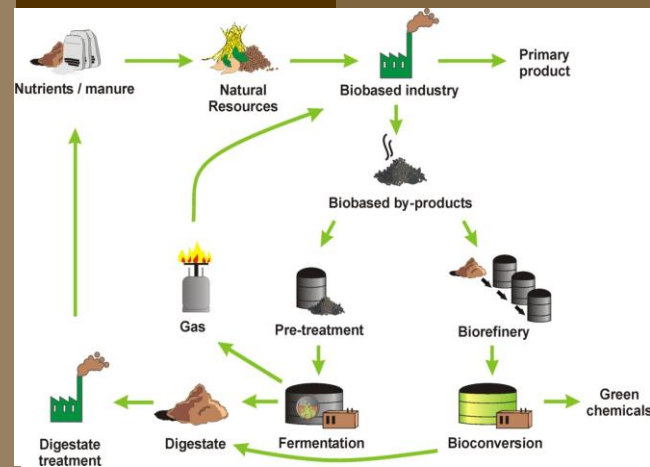 Nutrients / manure
Natural
Resources
Biobased industry
Primary
product
Biobased by-products
Gas
Pre-treatment
Biorefinery
Digestate
treatment
Digestate
Fermentation
Bioconversion
Green
chemicals